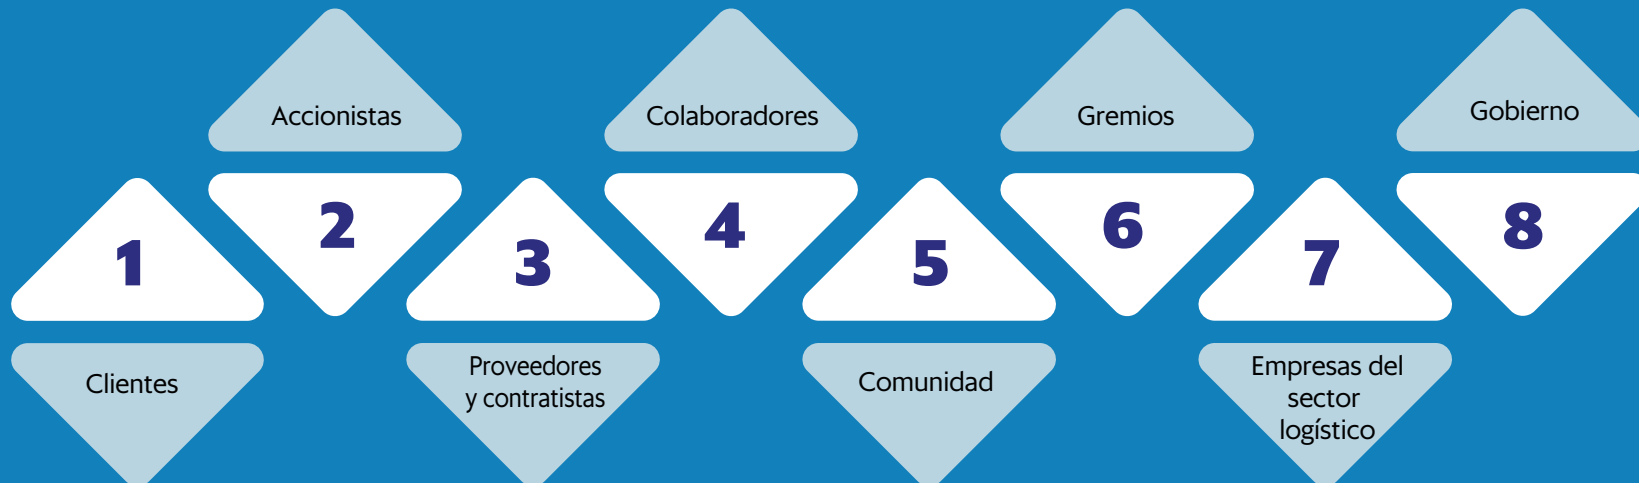 1
Clientes
2
Accionistas
3
Proveedores
y contratistas
4
Colaboradores
5
Comunidad
6
Gremios
7
Empresas del
sector
logístico
8
Gobierno